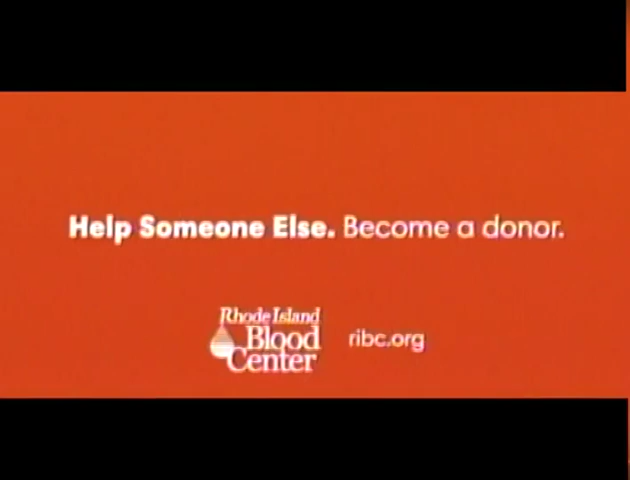 Help Someone Else. Become a donor.
Rhode Island
Blood
Center
ribc.org